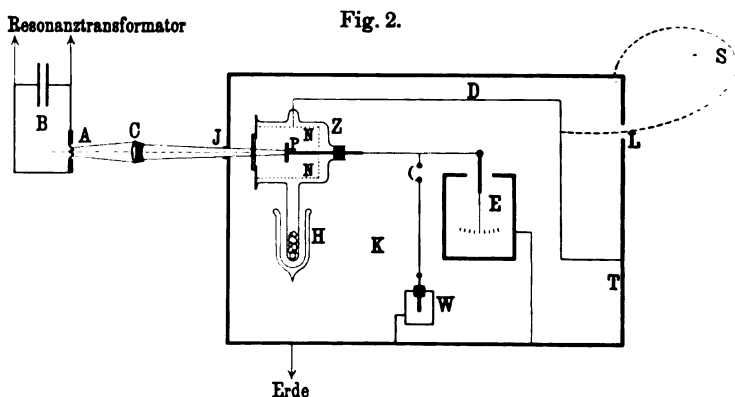 Fig. 2.
Resonanztransformator
B
A
C
J
N
P
N
Z
H
D
S
L
E
K
W
T
Erde